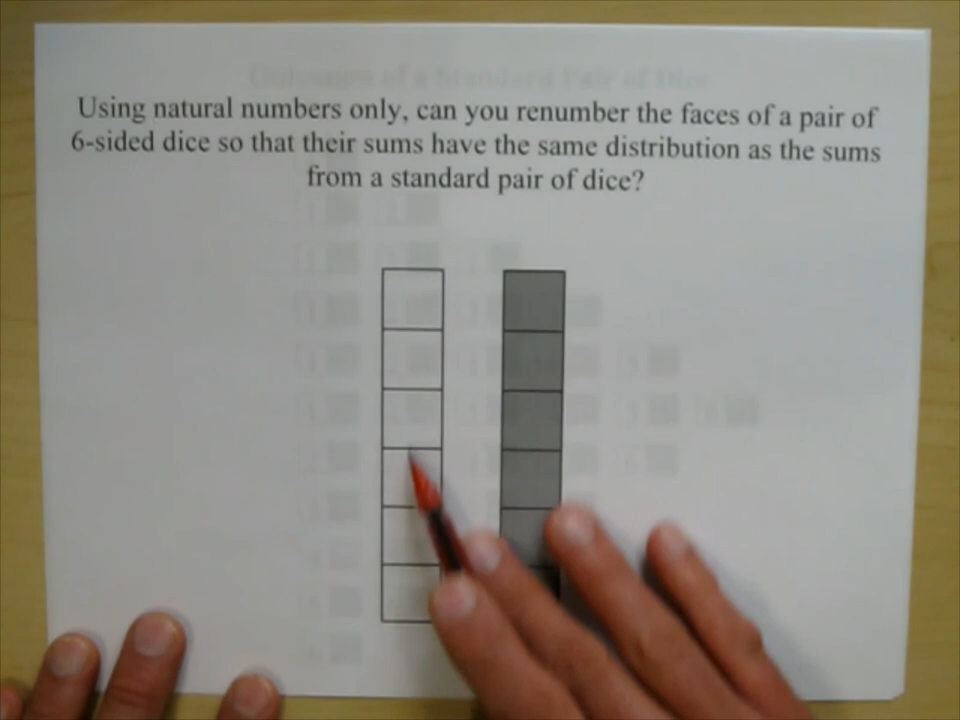 Using natural numbers only, can you renumber the faces of a pair of
6-sided dice so that their sums have the same distribution as the sums
from a standard pair of dice?